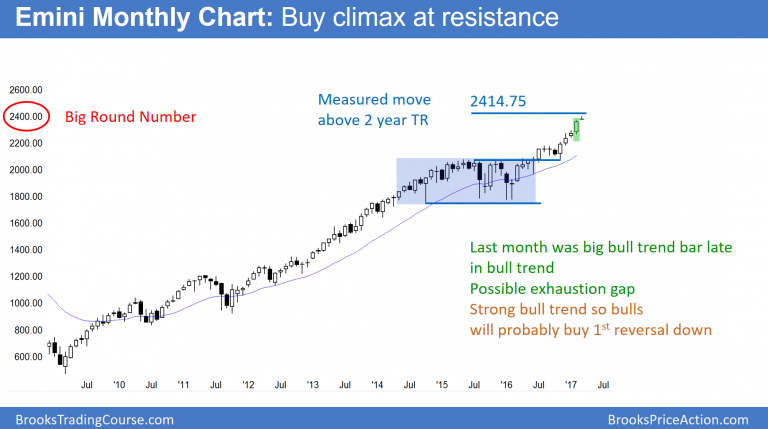 Emini Monthly Chart: Buy climax at resistance
2600.00
2400.00
2200.00
2000.00
1800.00
1600.00
1400.00
1200.00
1000.00
800.00
600.00
Big Round Number
Measured move
above 2 year TR
2414.75
Last month was big bull trend bar late
in bull trend
Possible exhaustion gap
Strong bull trend so bulls
will probably buy 1st reversal down
Jul '10 Jul '11 Jul '12 Jul '13 Jul '14 Jul '15 Jul '16 Jul '17 Jul
BrooksTradingCourse.com
BrooksPriceAction.com